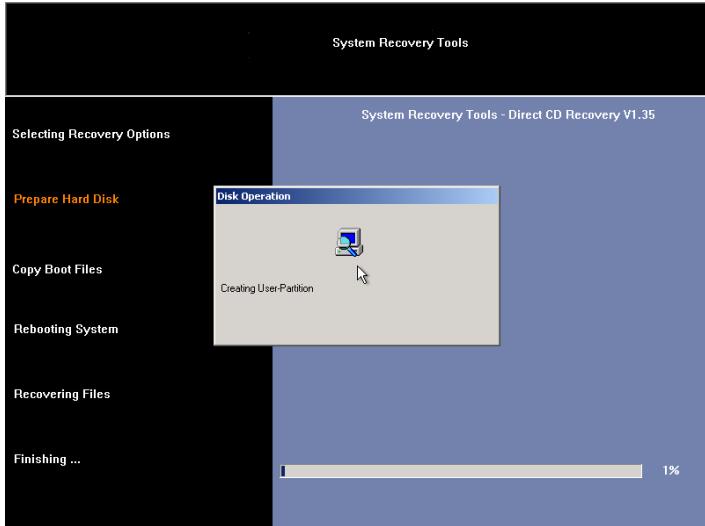 System Recovery Tools
System Recovery Tools - Direct CD Recovery V1.35
Selecting Recovery Options
Prepare Hard Disk
Disk Operation
Creating User-Partition
Copy Boot Files
Rebooting System
Recovering Files
Finishing ...
1%